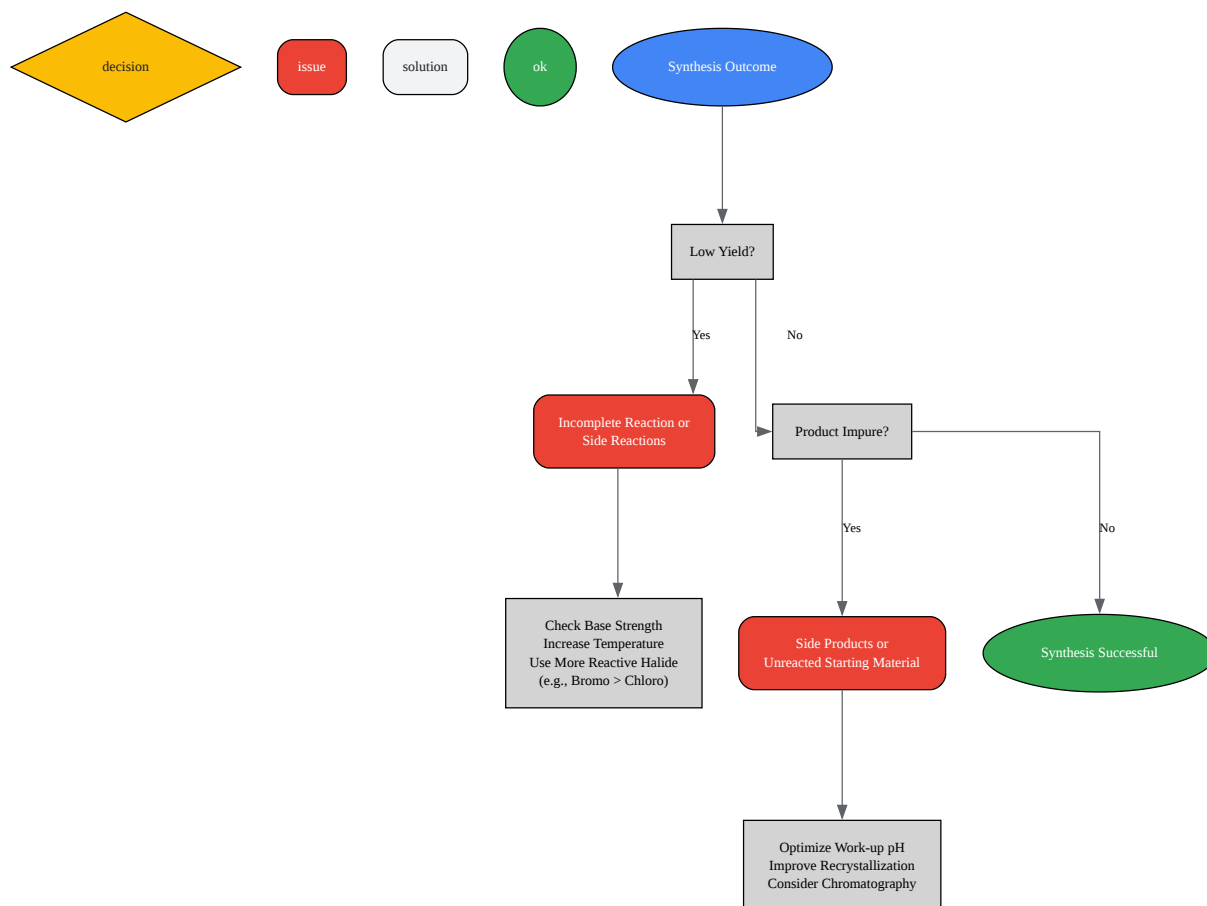 decision
issue
solution
ok
Synthesis Outcome
Low Yield?
Yes
No
Incomplete Reaction or
Side Reactions
Product Impure?
Yes
No
Check Base Strength
Increase Temperature
Use More Reactive Halide
(e.g., Bromo > Chloro)
Side Products or
Unreacted Starting Material
Synthesis Successful
Optimize Work-up pH
Improve Recrystallization
Consider Chromatography